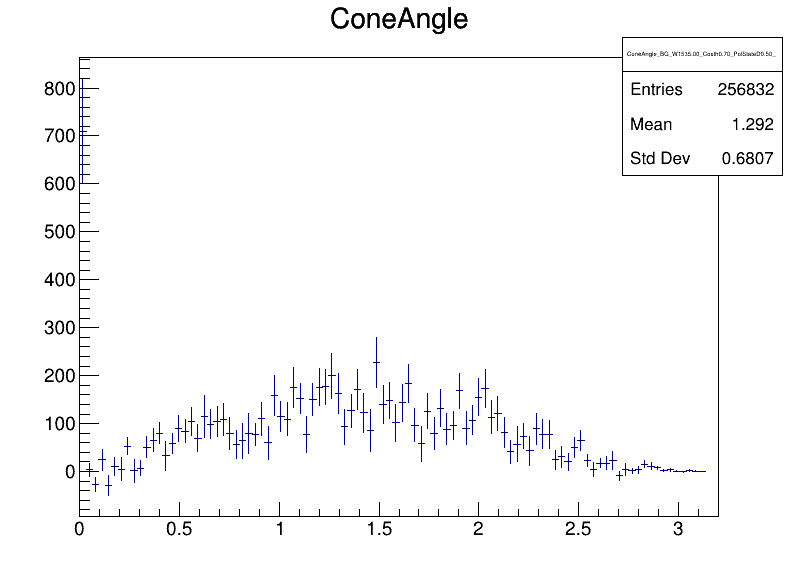 ConeAngle
ConeAngle_BG_W1535.00_Costh0.70_PolStateD0.50_
Entries 256832
Mean 1.292
Std Dev 0.6807
800
700
600
500
400
300
200
100
0
0 0.5 1 1.5 2 2.5 3